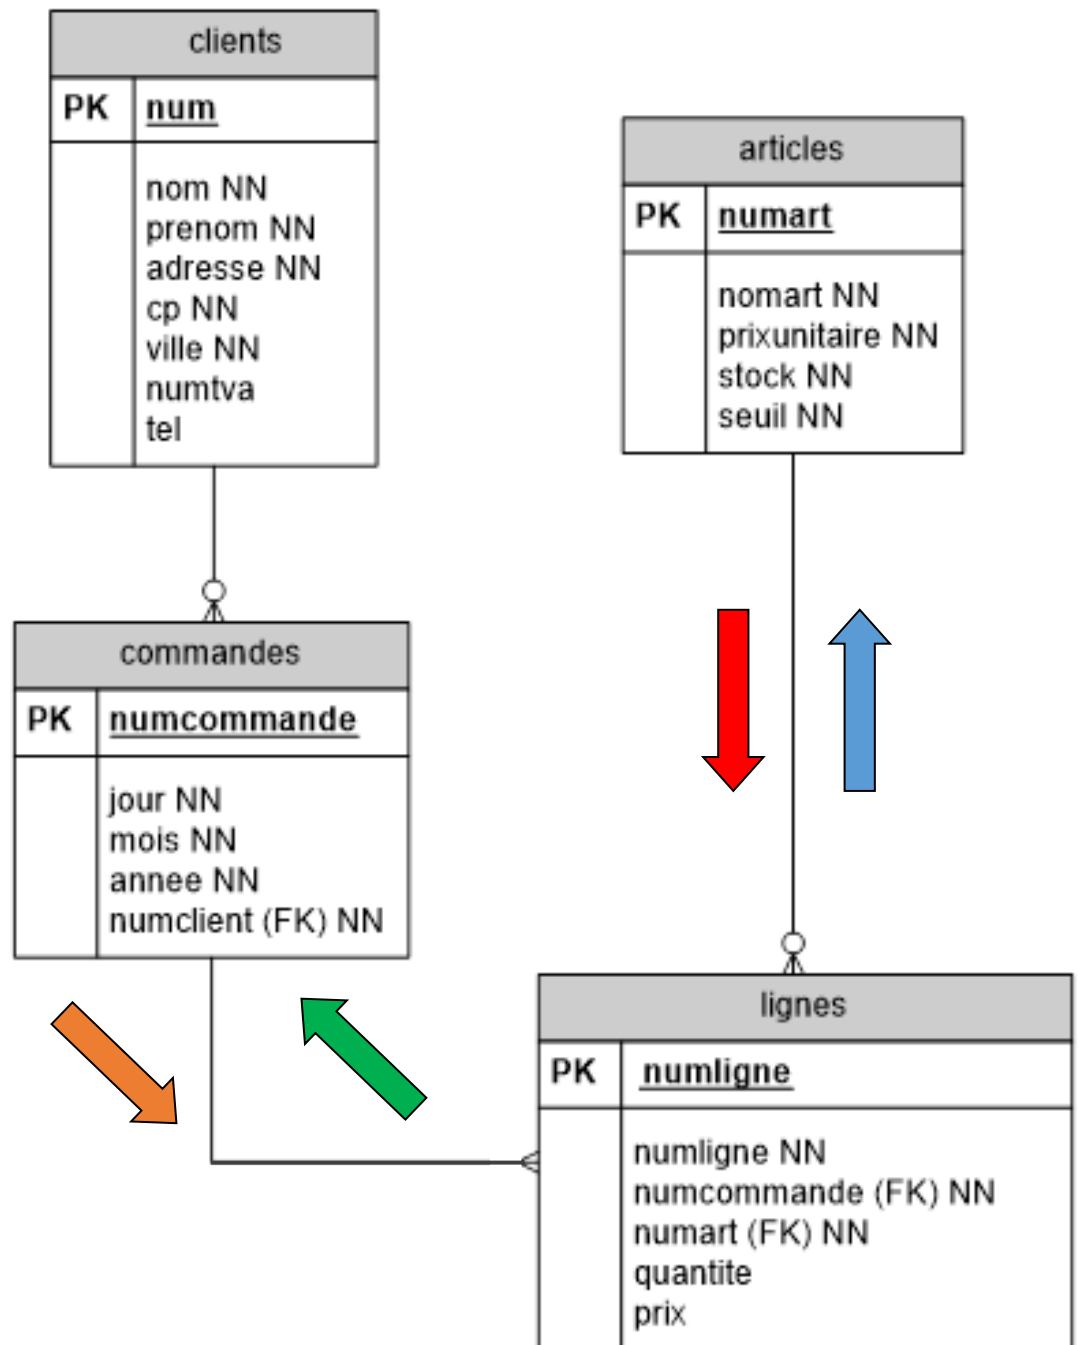 clients
PK num
nom NN
prenom NN
adresse NN
cp NN
ville NN
numtva
tel
articles
PK numart
nomart NN
prixunitaire NN
stock NN
seuil NN
commandes
PK numcommande
jour NN
mois NN
annee NN
numclient (FK) NN
lignes
PK numligne
numligne NN
numcommande (FK) NN
numart (FK) NN
quantite
prix